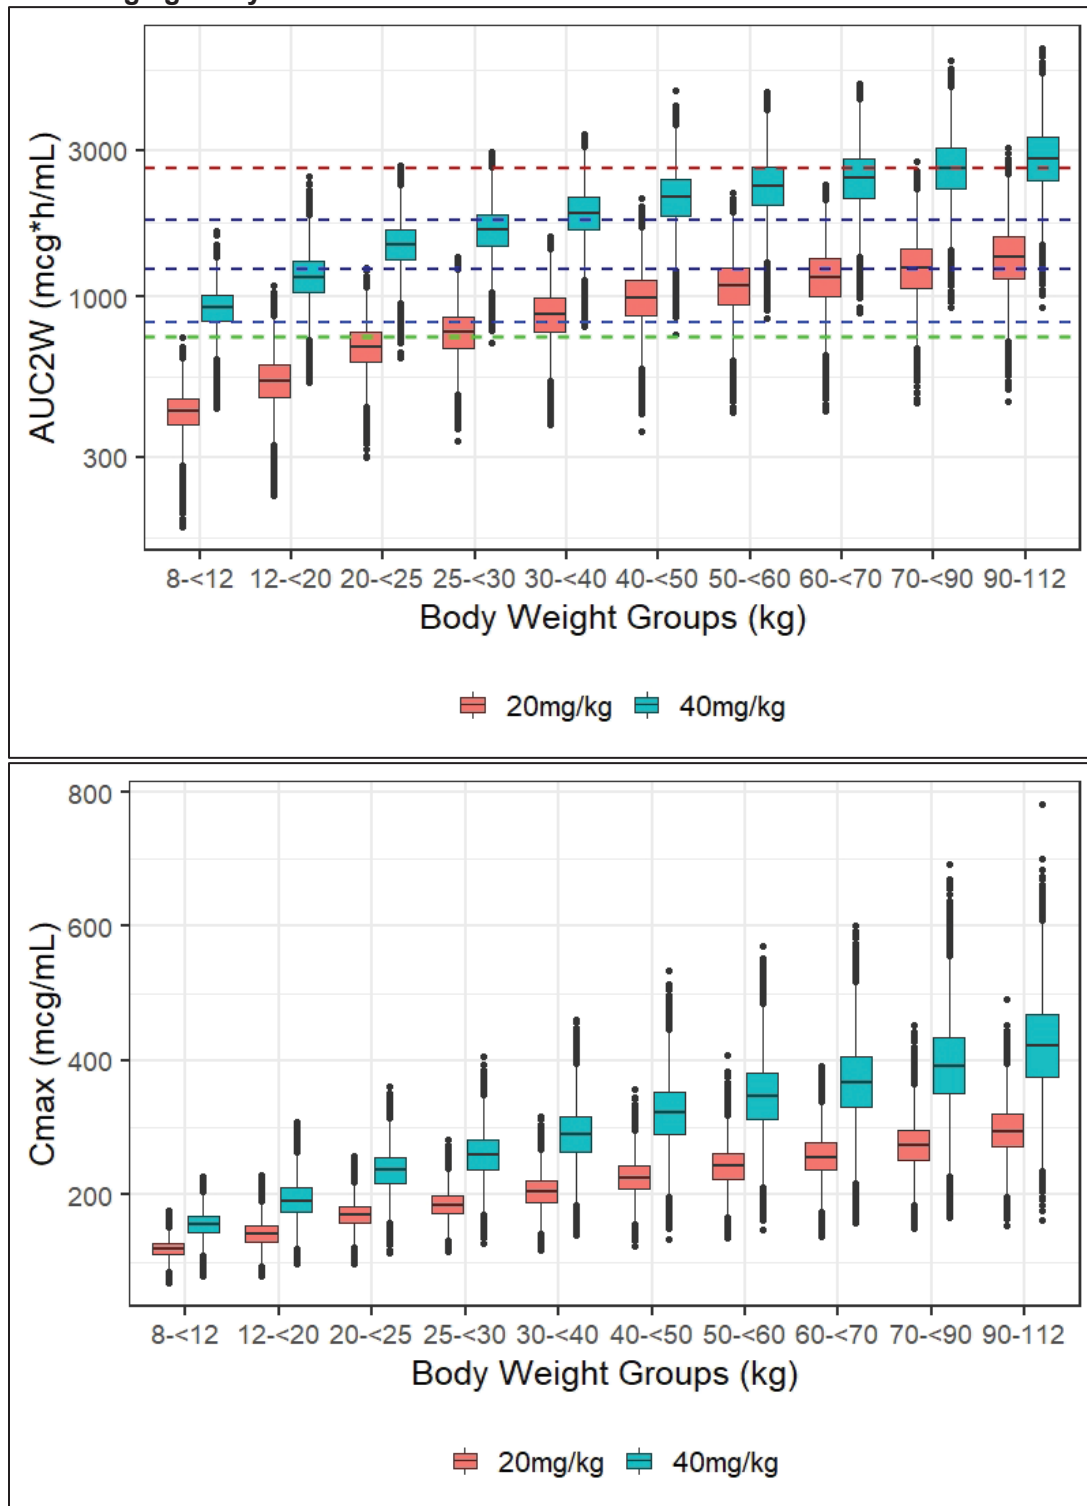 3000
1000
300
AUC2W (mcg*h/mL)
8-<12 12-<20 20-<25 25-<30 30-<40 40-<50 50-<60 60-<70 70-<90 90-112
Body Weight Groups (kg)
20mg/kg 40mg/kg
800
600
400
200
Cmax (mcg/mL)
8-<12 12-<20 20-<25 25-<30 30-<40 40-<50 50-<60 60-<70 70-<90 90-112
Body Weight Groups (kg)
20mg/kg 40mg/kg